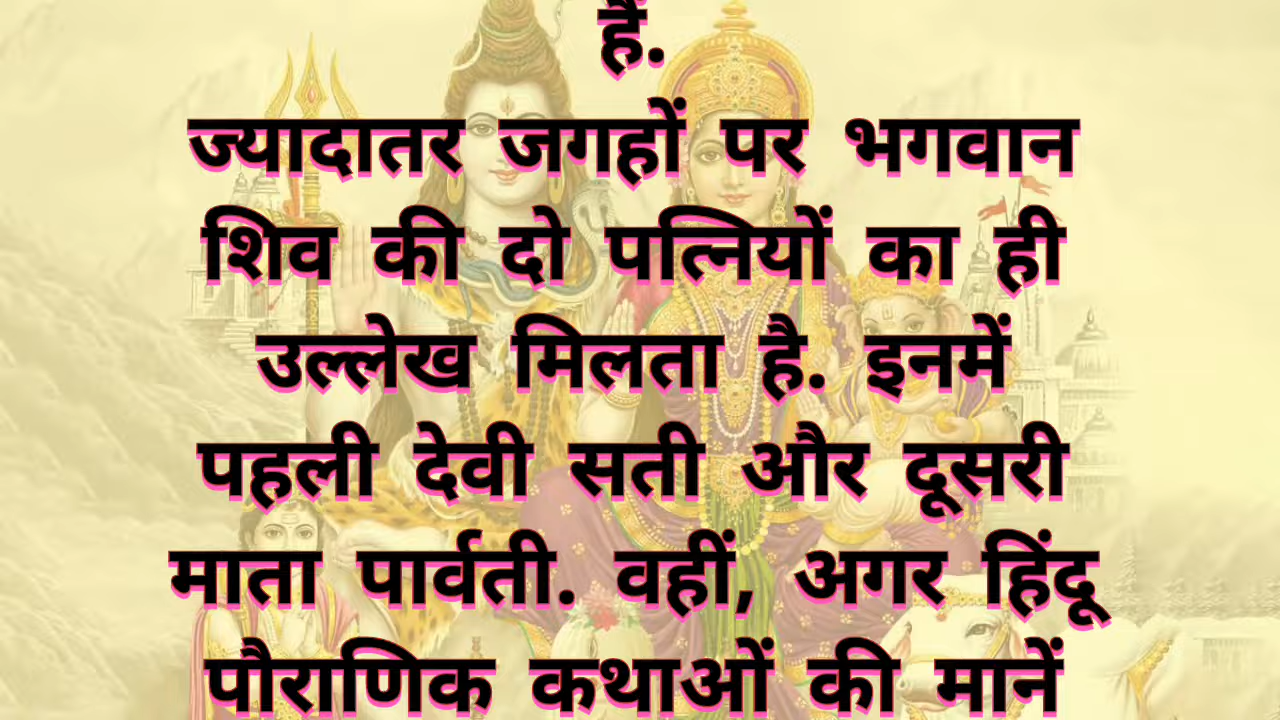 हैं.
ज्यादातर जगहों पर भगवान
शिव की दो पत्नियों का ही
उल्लेख मिलता है. इनमें
पहली देवी सती और दूसरी
माता पार्वती. वहीं, अगर हिंदू
पौराणिक कथाओं की मानें